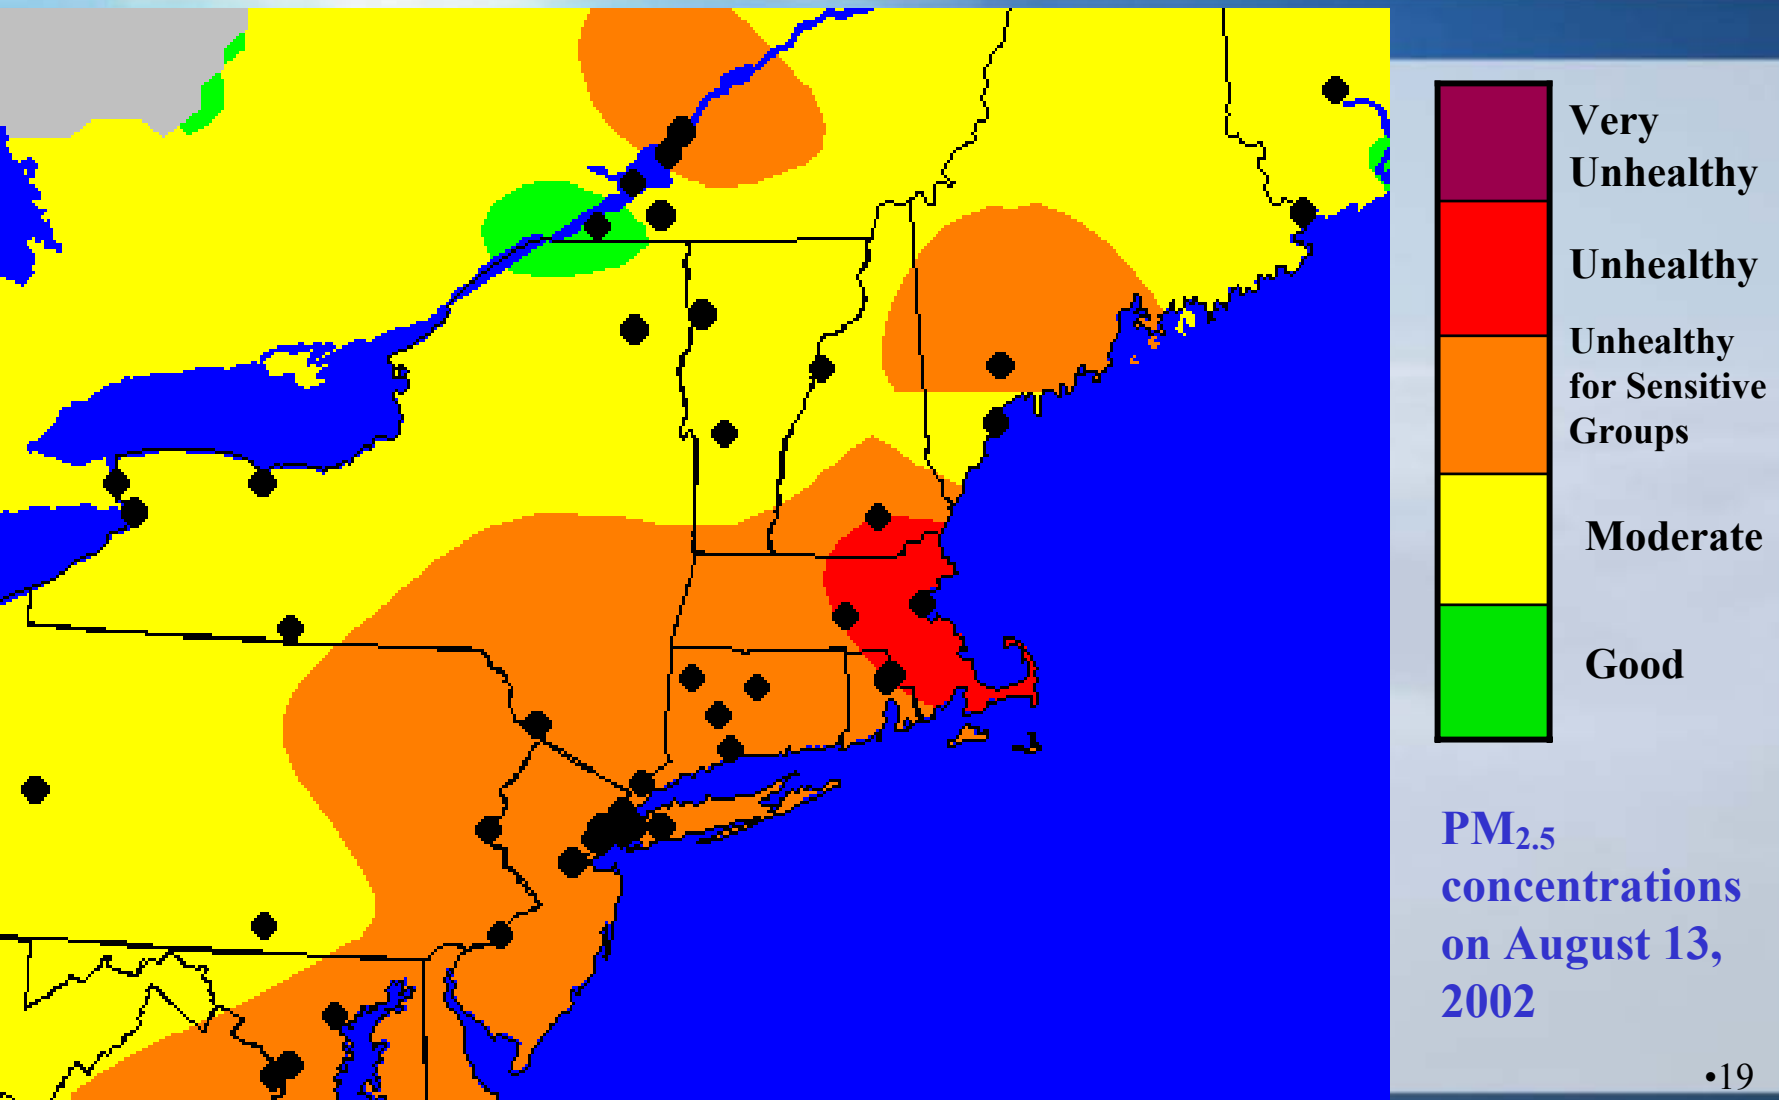 Very
Unhealthy
Unhealthy
Unhealthy
for Sensitive
Groups
Moderate
Good
PM2.5
concentrations
on August 13,
2002
•19